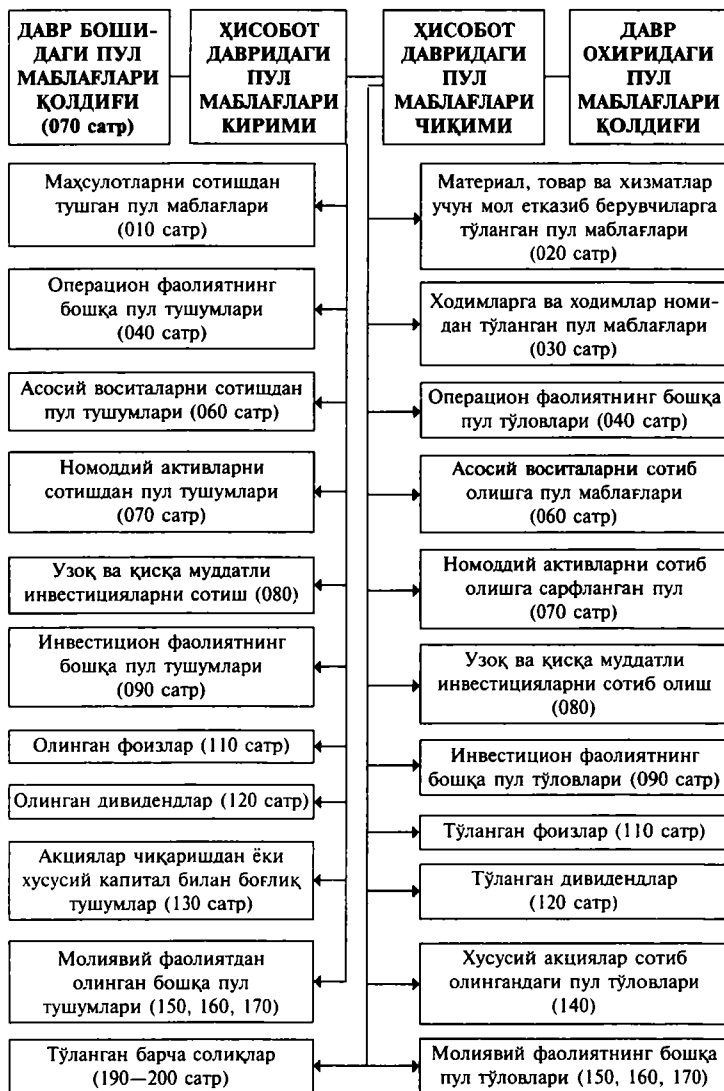 ДАВР БОШИ-
ДАГИ ПУЛ
МАБЛАҒЛАРИ
ҚОЛДИҒИ
(070 сатр)
ҲИСОБОТ
ДАВРИДАГИ
ПУЛ
МАБЛАҒЛАРИ
КИРИМИ
ҲИСОБОТ
ДАВРИДАГИ
ПУЛ
МАБЛАҒЛАРИ
ЧИҚИМИ
ДАВР
ОХИРИДАГИ
ПУЛ
МАБЛАҒЛАРИ
ҚОЛДИҒИ
Маҳсулотларни сотишдан
тушган пул маблағлари
(010 сатр)
Операцион фаолиятнинг
бошқа пул тушумлари
(040 сатр)
Асосий воситаларни сотишдан
пул тушумлари (060 сатр)
Номоддий активларни
сотишдан пул тушумлари
(070 сатр)
Узоқ ва қисқа муддатли
инвестицияларни сотиш (080)
Инвестицион фаолиятнинг
бошқа пул тушумлари
(090 сатр)
Олинган фоизлар (110 сатр)
Олинган дивидендлар (120 сатр)
Акциялар чиқаришдан ёки
хусусий капитал билан боғлиқ
тушумлар (130 сатр)
Молиявий фаолиятдан
олинган бошқа пул
тушумлари (150, 160, 170)
Тўланган барча солиқлар
(190—200 сатр)
Материал, товар ва хизматлар
учун мол етказиб берувчиларга
тўланган пул маблағлари
(020 сатр)
Ходимларга ва ходимлар номи-
дан тўланган пул маблағлари
(030 сатр)
Операцион фаолиятнинг бошқа
пул тўловлари (040 сатр)
Асосий воситаларни сотиб
олишга пул маблағлари
(060 сатр)
Номоддий активларни сотиб
олишга сарфланган пул
(070 сатр)
Узоқ ва қисқа муддатли
инвестицияларни сотиб олиш
(080)
Инвестицион фаолиятнинг
бошқа пул тўловлари (090 сатр)
Тўланган фоизлар (110 сатр)
Тўланган дивидендлар
(120 сатр)
Хусусий акциялар сотиб
олингандаги пул тўловлари
(140)
Молиявий фаолиятнинг бошқа
пул тўловлари (150, 160, 170)